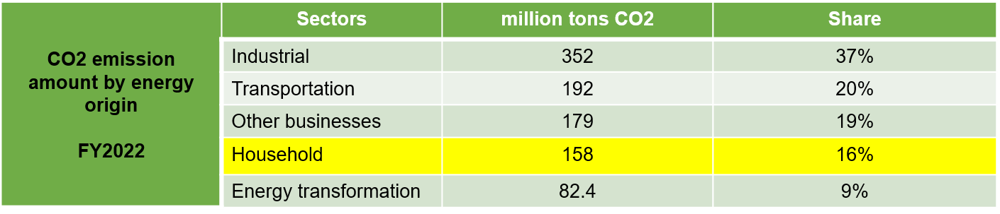 Sectors million tons CO2 Share
CO2 emission
amount by energy
origin
FY2022
Industrial 352 37%
Transportation 192 20%
Other businesses 179 19%
Household 158 16%
Energy transformation 82.4 9%